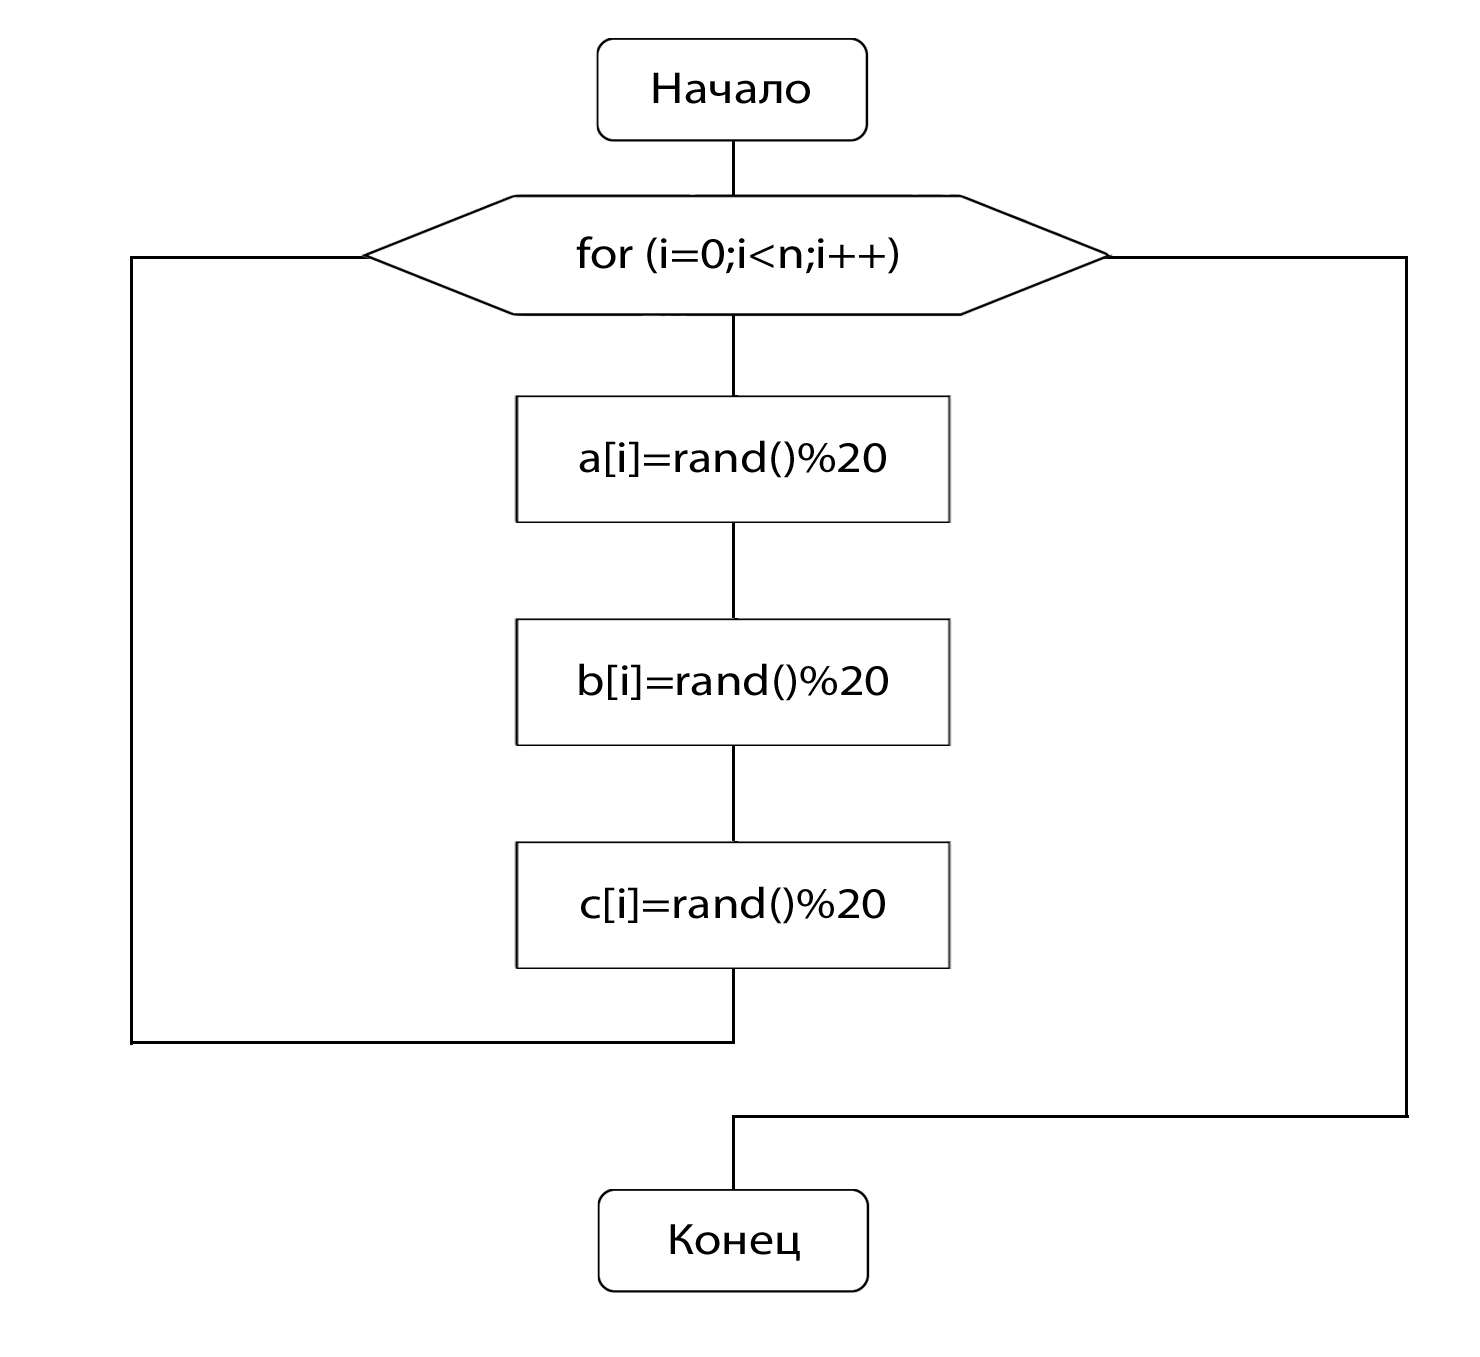 Начало
for (i=0;i<n;i++)
a[i]=rand()%20
b[i]=rand()%20
c[i]=rand()%20
Конец